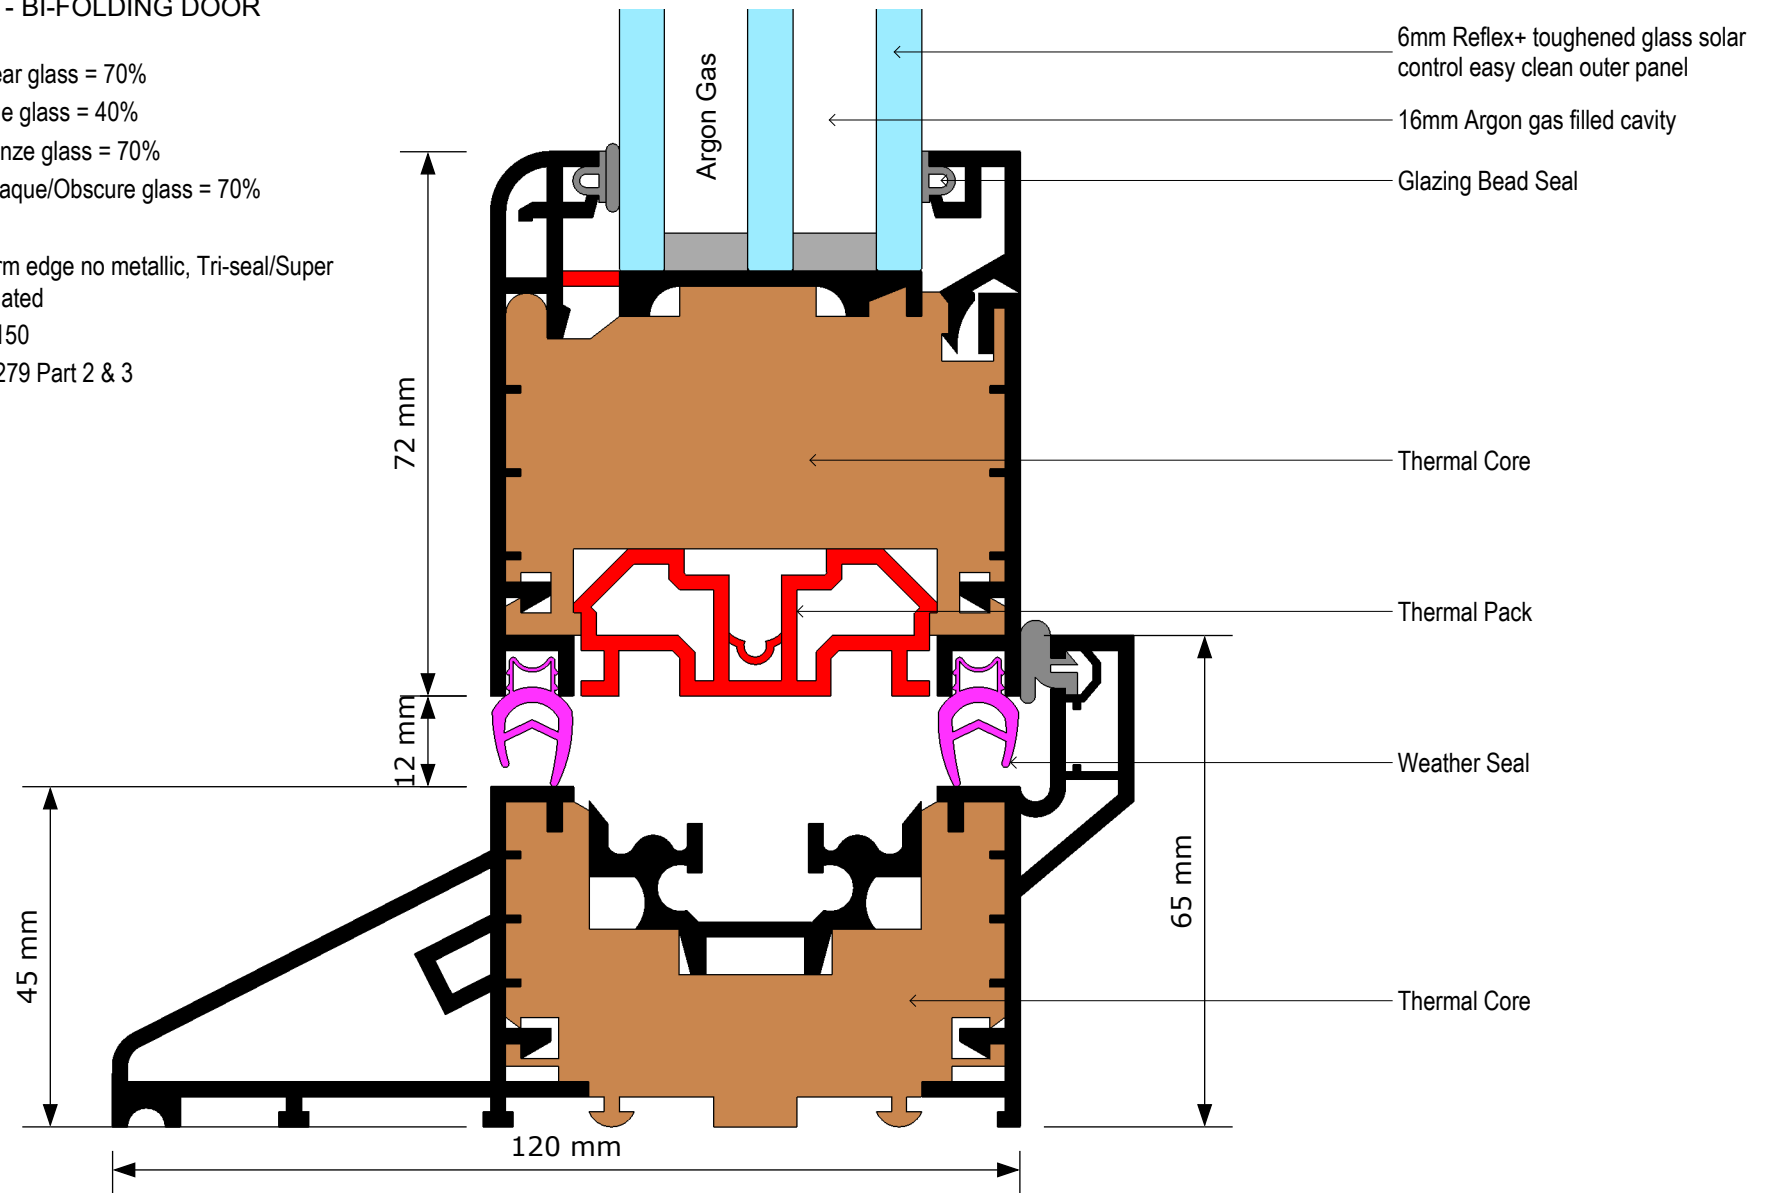 - BI-FOLDING DOOR
ear glass = 70%
e glass = 40%
nze glass = 70%
aque/Obscure glass = 70%
rm edge no metallic, Tri-seal/Super
ated
150
279 Part 2 & 3
Argon Gas
6mm Reflex+ toughened glass solar
control easy clean outer panel
16mm Argon gas filled cavity
Glazing Bead Seal
72 mm
Thermal Core
Thermal Pack
12 mm
Weather Seal
65 mm
45 mm
Thermal Core
120 mm